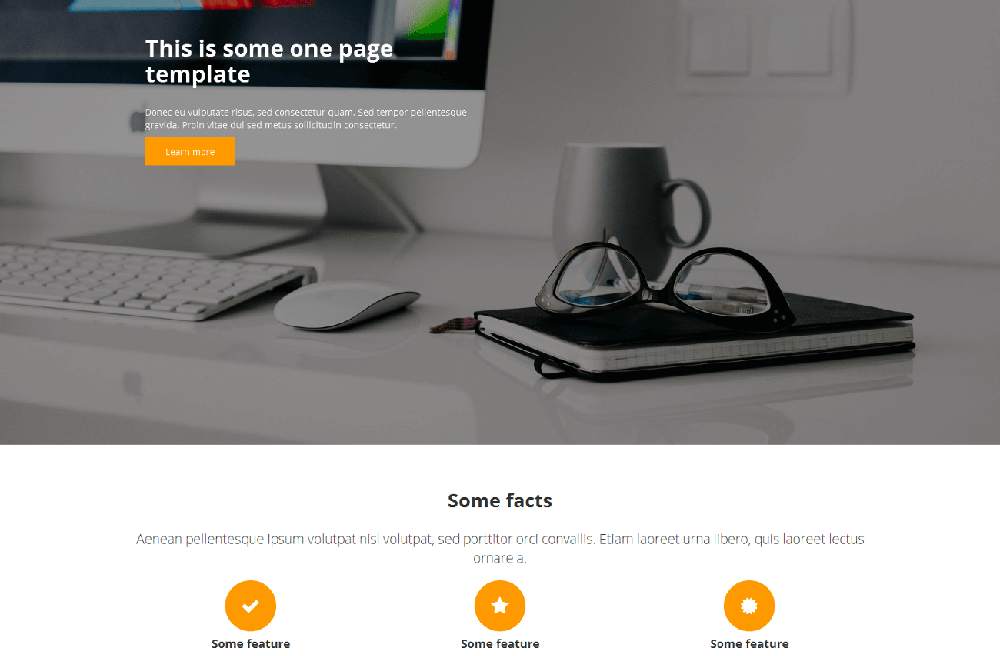 This is some one page
template
Donec eu vulputate risus, sed consectetur quam. Sed tempor pellentesque
gravida. Proin vitae dui sed metus sollicitudin consectetur.
Learn more
Some facts
Aenean pellentesque ipsum volutpat nisl volutpat, sed porttitor orci convallis. Etiam laoreet urna libero, quis laoreet lectus
ornare a.
Some feature
Some feature
Some feature